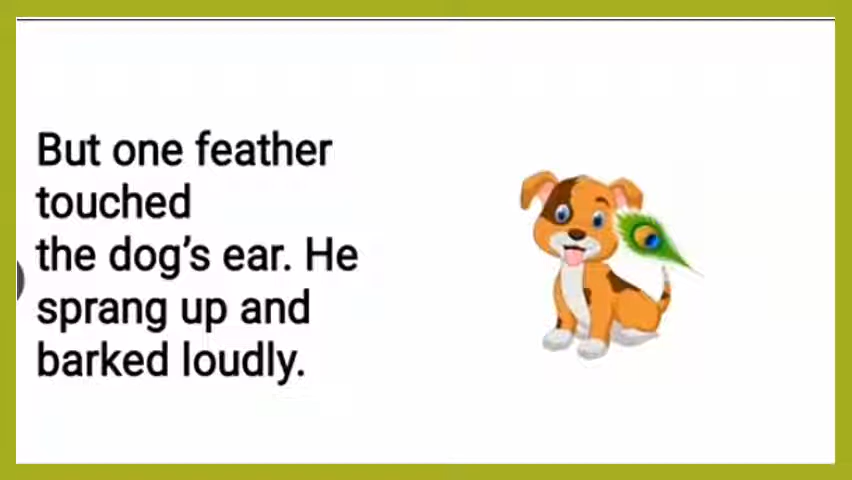 But one feather
touched
the dog’s ear. He
sprang up and
barked loudly.